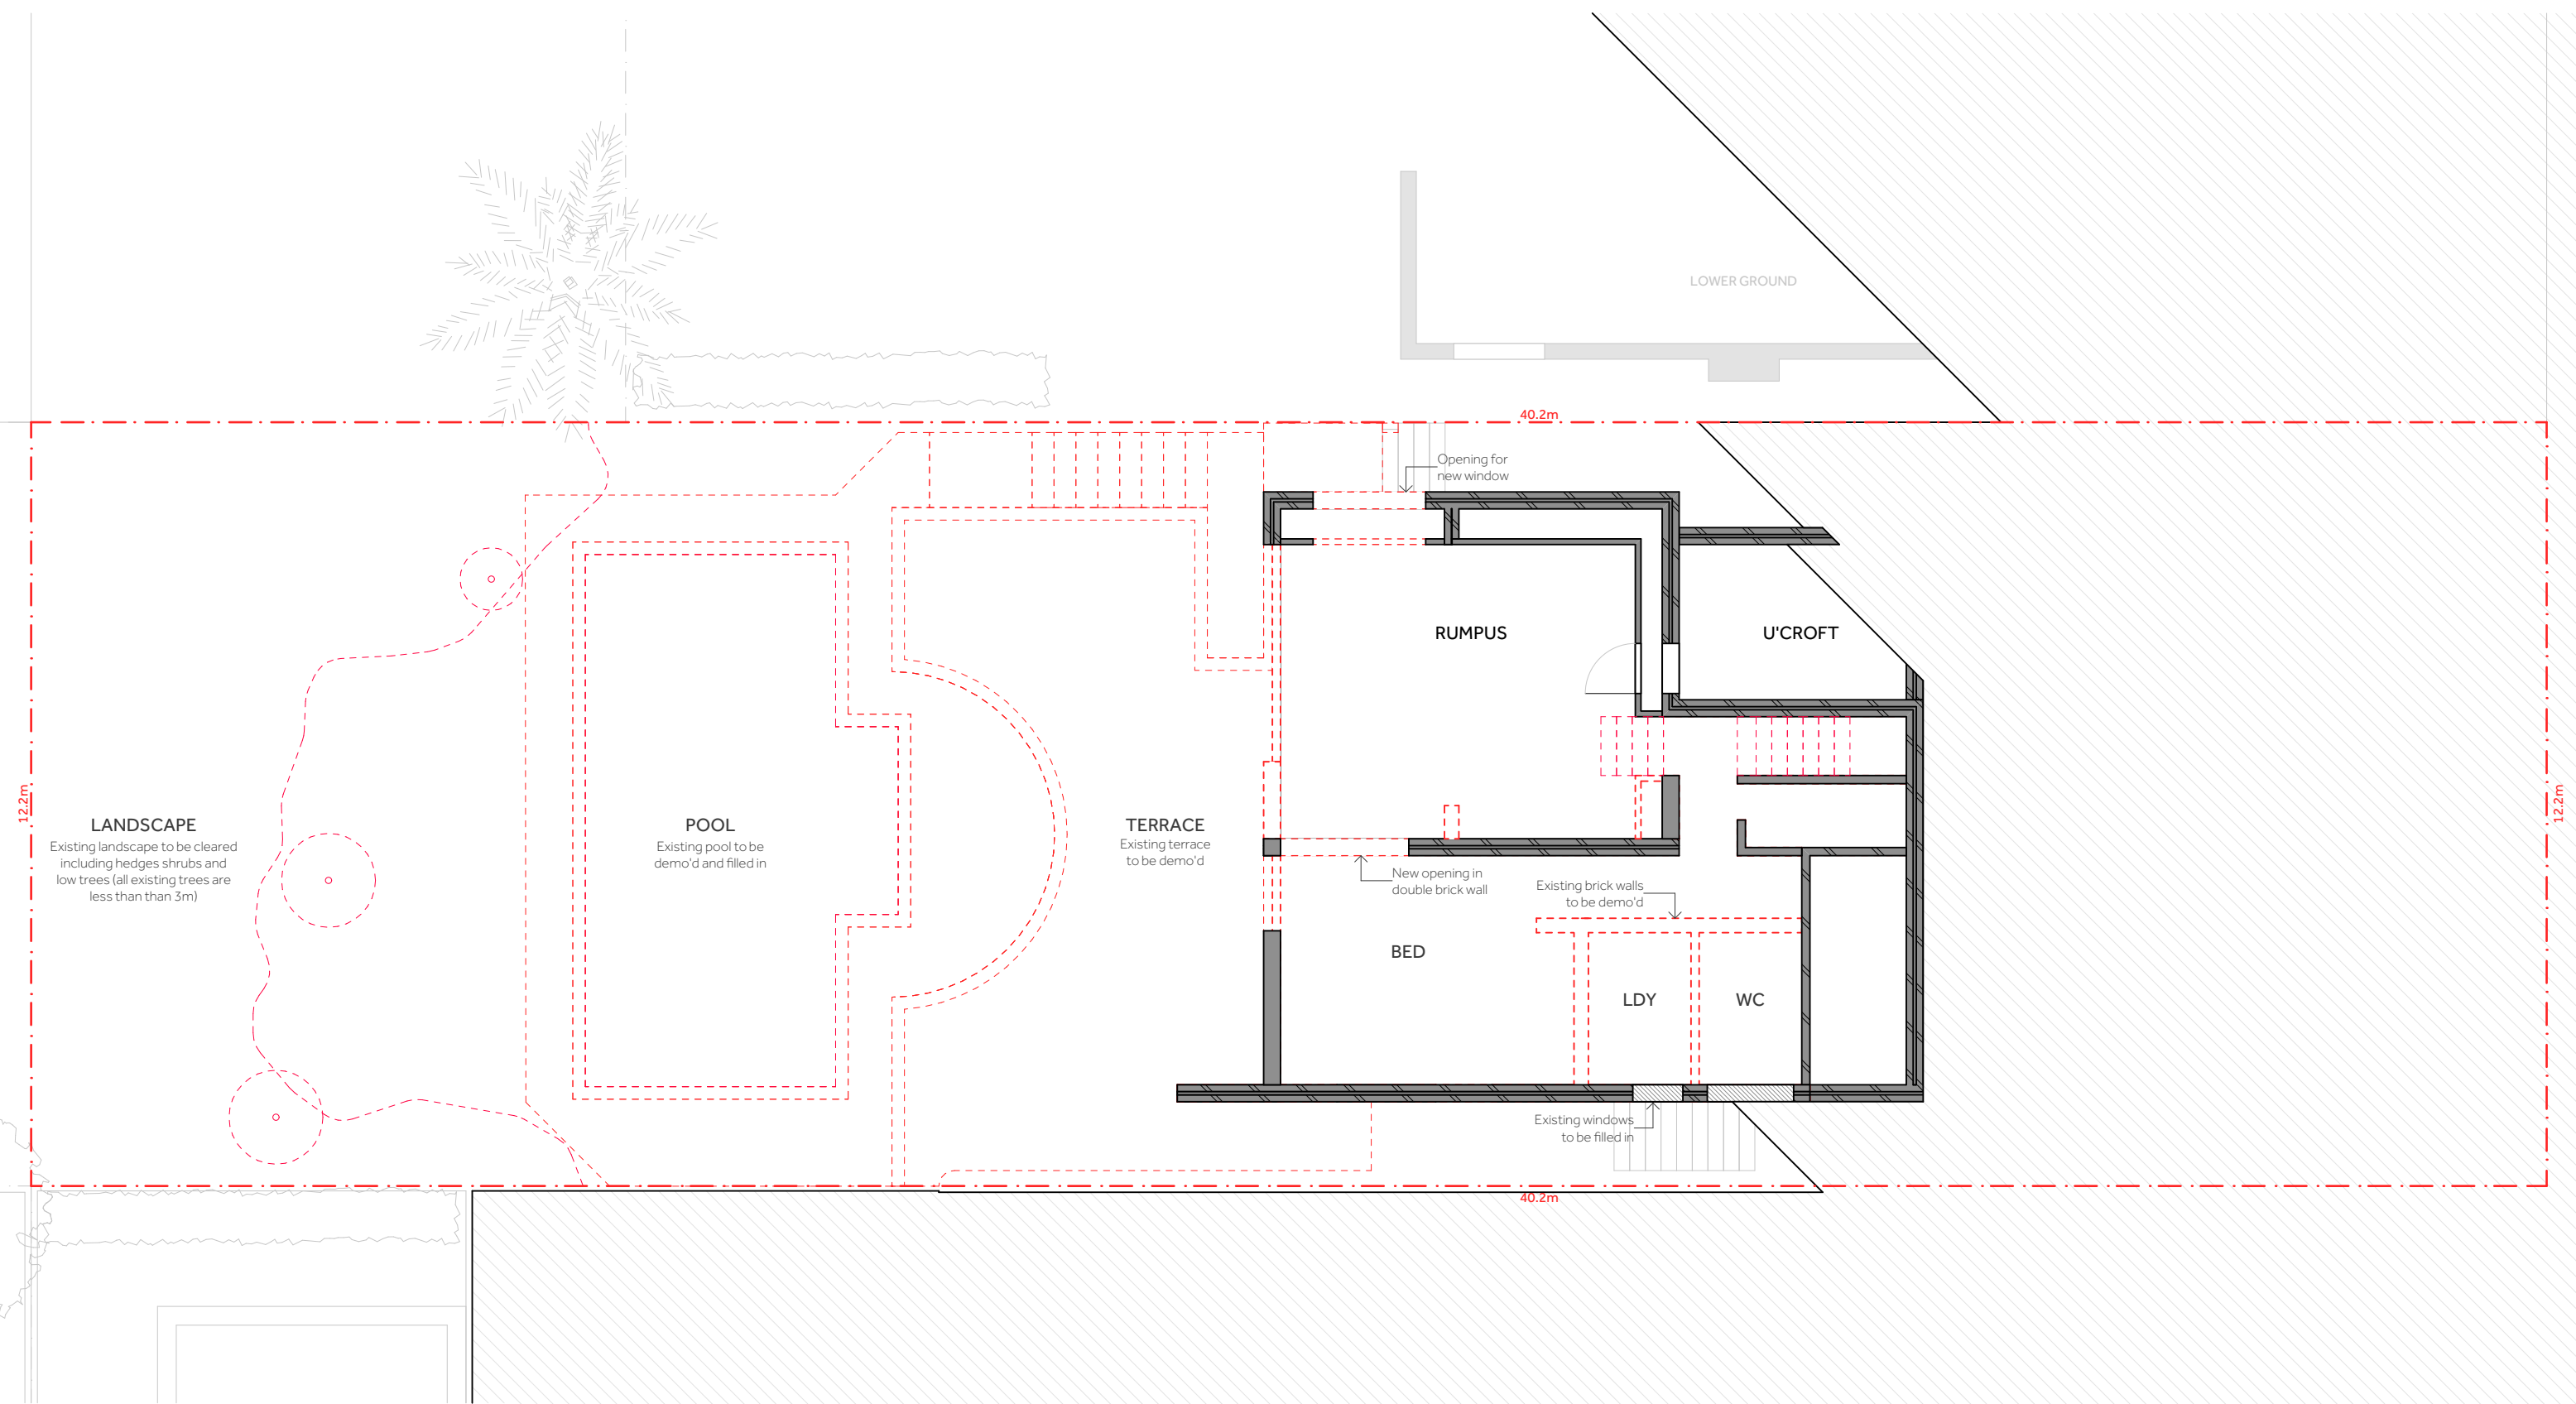 LOWER GROUND
40.2m
Opening for
new window
RUMPUS
U'CROFT
12.2m
12.2m
LANDSCAPE
Existing landscape to be cleared
including hedges shrubs and
low trees (all existing trees are
less than than 3m)
POOL
Existing pool to be
demo'd and filled in
TERRACE
Existing terrace
to be demo'd
New opening in
double brick wall
Existing brick walls
to be demo'd
BED
LDY
WC
Existing windows
to be filled in
40.2m